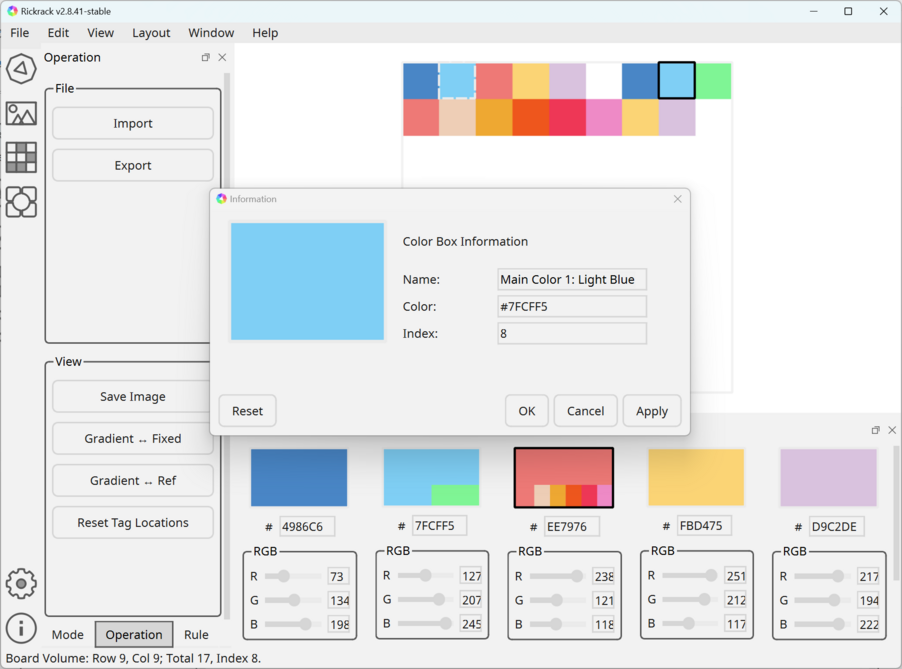 Rickrack v2.8.41-stable
File Edit View Layout Window Help
Operation
File
Import
Export
Information
Color Box Information
Name: Main Color 1: Light Blue
Color: #7FCFF5
Index: 8
Reset OK Cancel Apply
View
Save Image
Gradient ↔ Fixed
Gradient ↔ Ref
Reset Tag Locations
# 4986C6 # 7FCFF5 # EE7976 # FBD475 # D9C2DE
RGB RGB RGB RGB RGB
R 73 R 127 R 238 R 251 R 217
G 134 G 207 G 121 G 212 G 194
B 198 B 245 B 118 B 117 B 222
Mode Operation Rule
Board Volume: Row 9, Col 9; Total 17, Index 8.